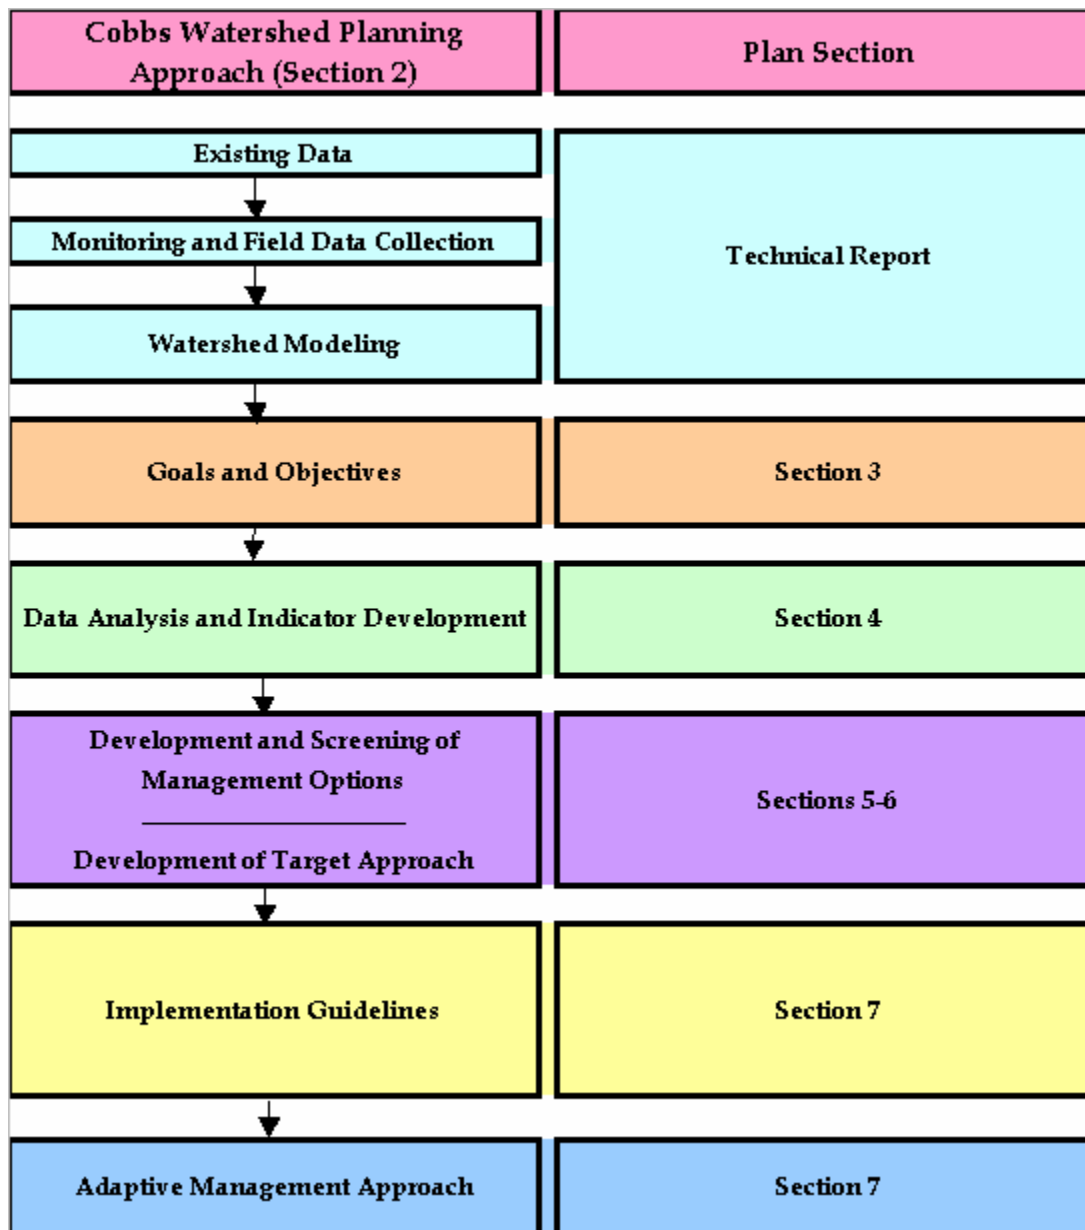 Cobbs Watershed Planning
Approach (Section 2)
Plan Section
Existing Data
Monitoring and Field Data Collection
Watershed Modeling
Technical Report
Goals and Objectives
Section 3
Data Analysis and Indicator Development
Section 4
Development and Screening of
Management Options
Development of Target Approach
Sections 5-6
Implementation Guidelines
Section 7
Adaptive Management Approach
Section 7